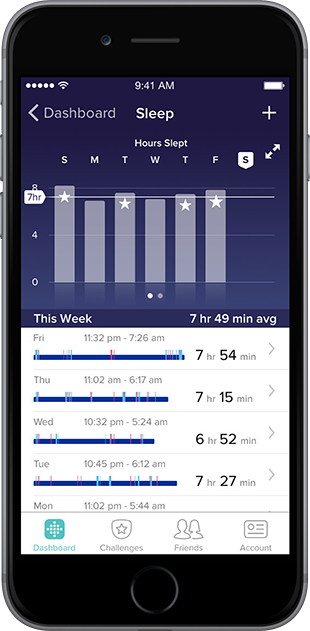 9:41 AM
Dashboard Sleep +
Hours Slept
S M T W T F S
8
7hr
4
0
This Week 7 hr 49 min avg
Fri 11:32 pm - 7:26 am
7 hr 54 min
Thu 11:02 am - 6:17 am
7 hr 15 min
Wed 10:32 pm - 5:24 am
6 hr 52 min
Tue 10:45 pm - 6:12 am
7 hr 27 min
Mon 11:02 pm - 5:44 am
Dashboard Challenges Friends Account